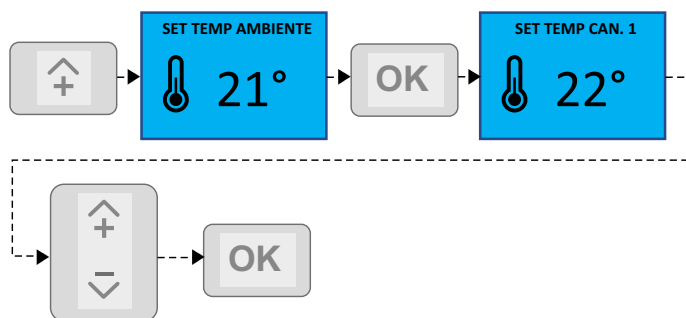 SET TEMP AMBIENTE
21°
+
OK
SET TEMP CAN. 1
22°
+
−
OK